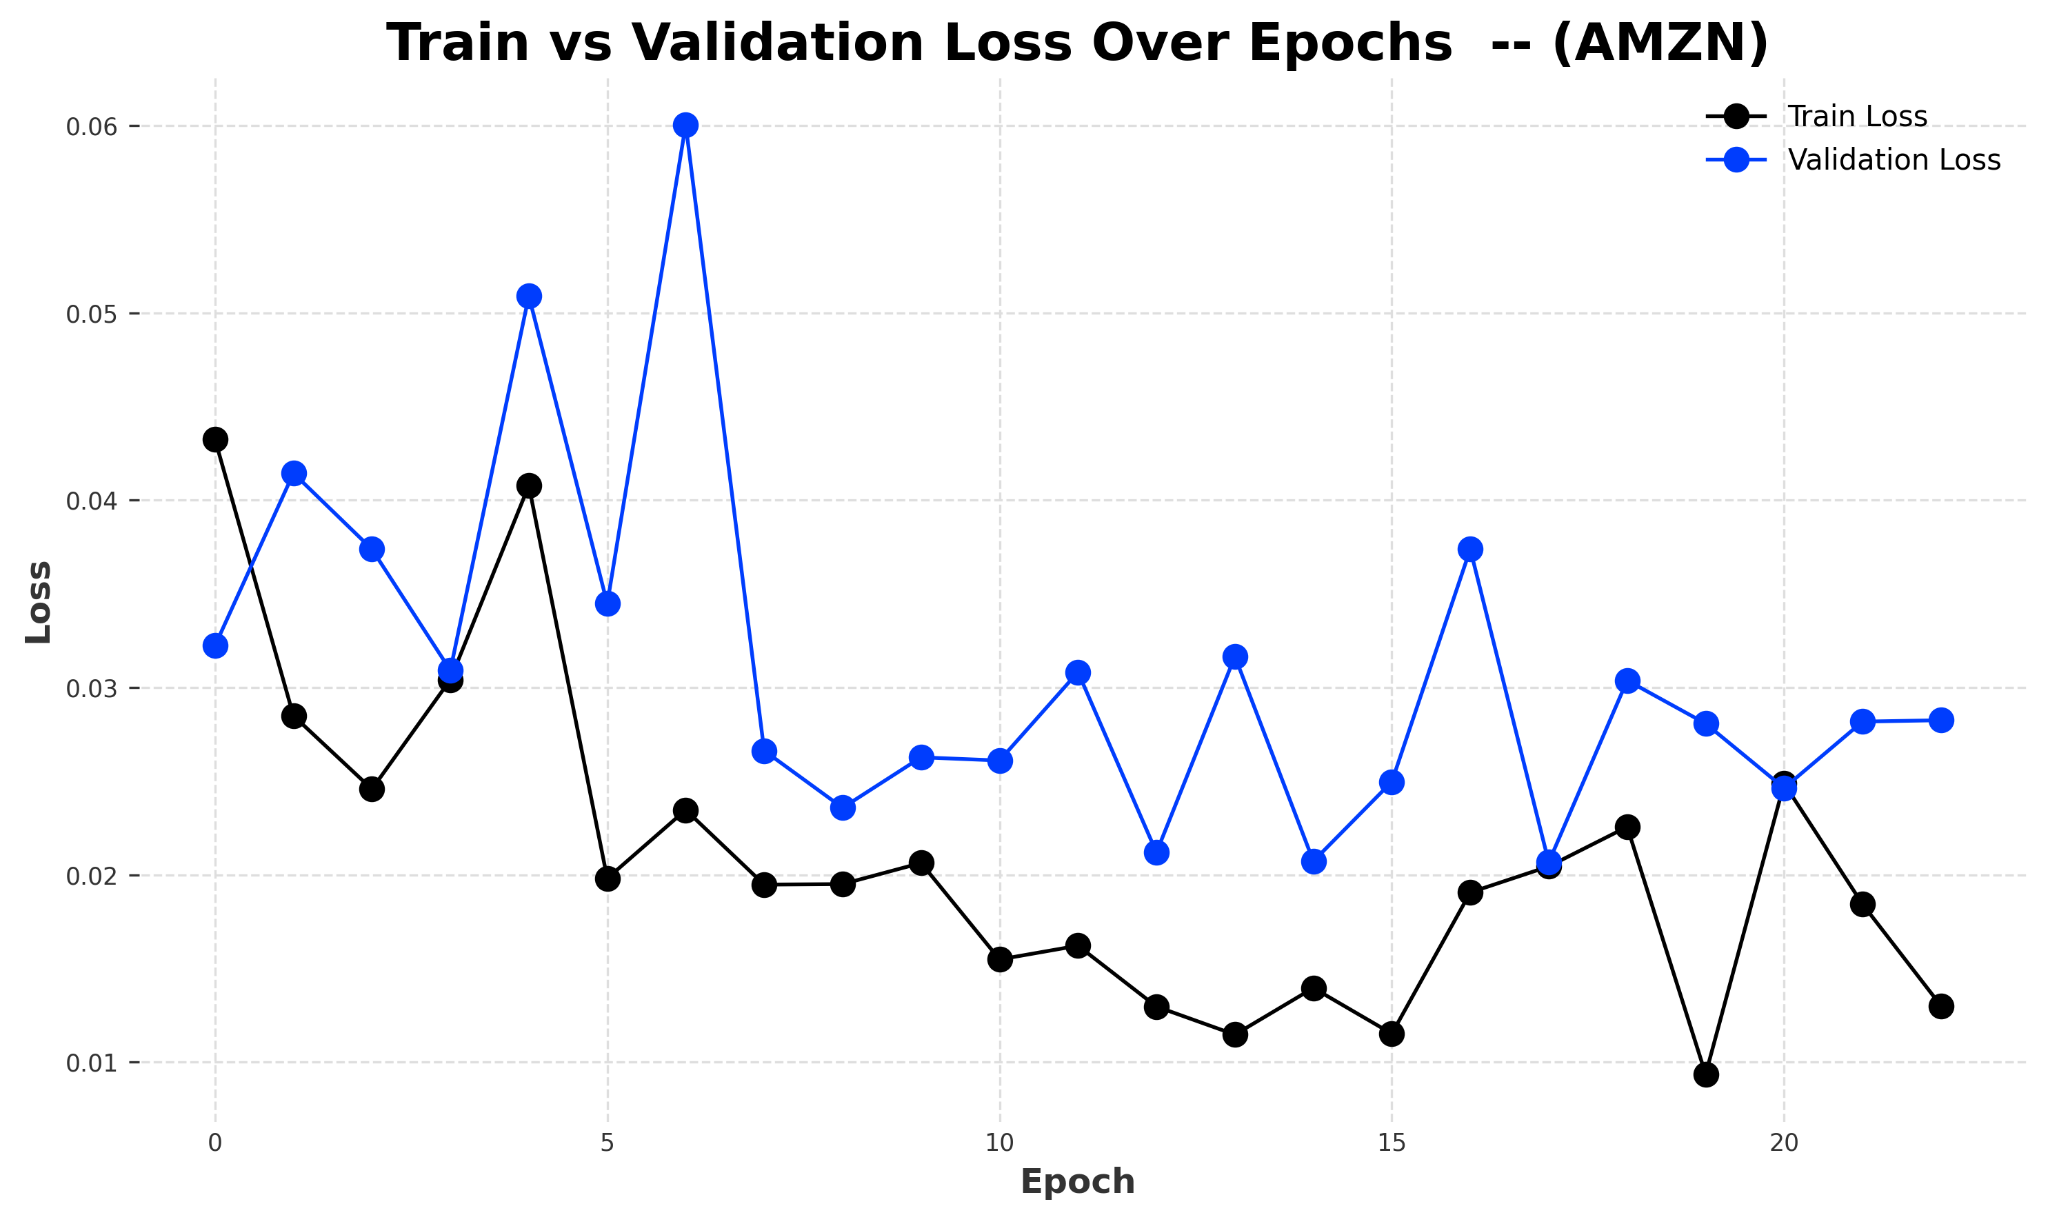 Train vs Validation Loss Over Epochs -- (AMZN)
Train Loss
Validation Loss
0.06
0.05
0.04
0.03
0.02
0.01
Loss
0 5 10 15 20
Epoch